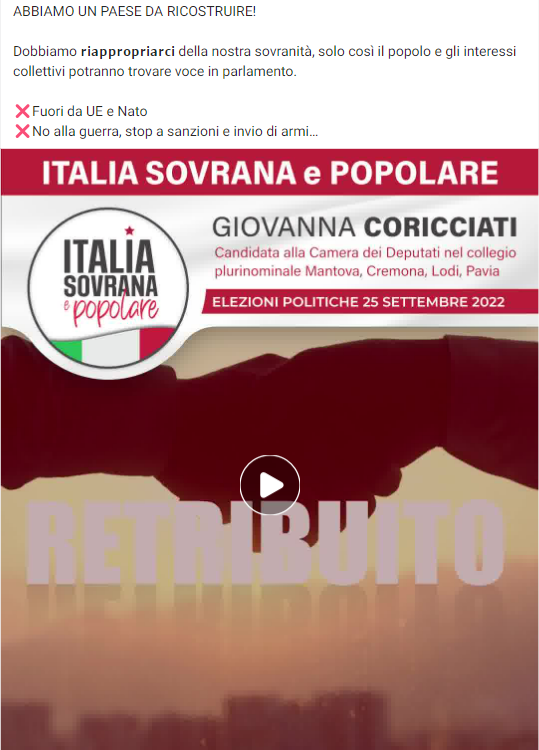 ABBIAMO UN PAESE DA RICOSTRUIRE!
Dobbiamo riappropriarci della nostra sovranità, solo così il popolo e gli interessi
collettivi potranno trovare voce in parlamento.
❌Fuori da UE e Nato
❌No alla guerra, stop a sanzioni e invio di armi...
ITALIA SOVRANA e POPOLARE
ITALIA
SOVRANA
e popolare
GIOVANNA CORICCIATI
Candidata alla Camera dei Deputati nel collegio
plurinominale Mantova, Cremona, Lodi, Pavia
ELEZIONI POLITICHE 25 SETTEMBRE 2022
RETRIBUITO